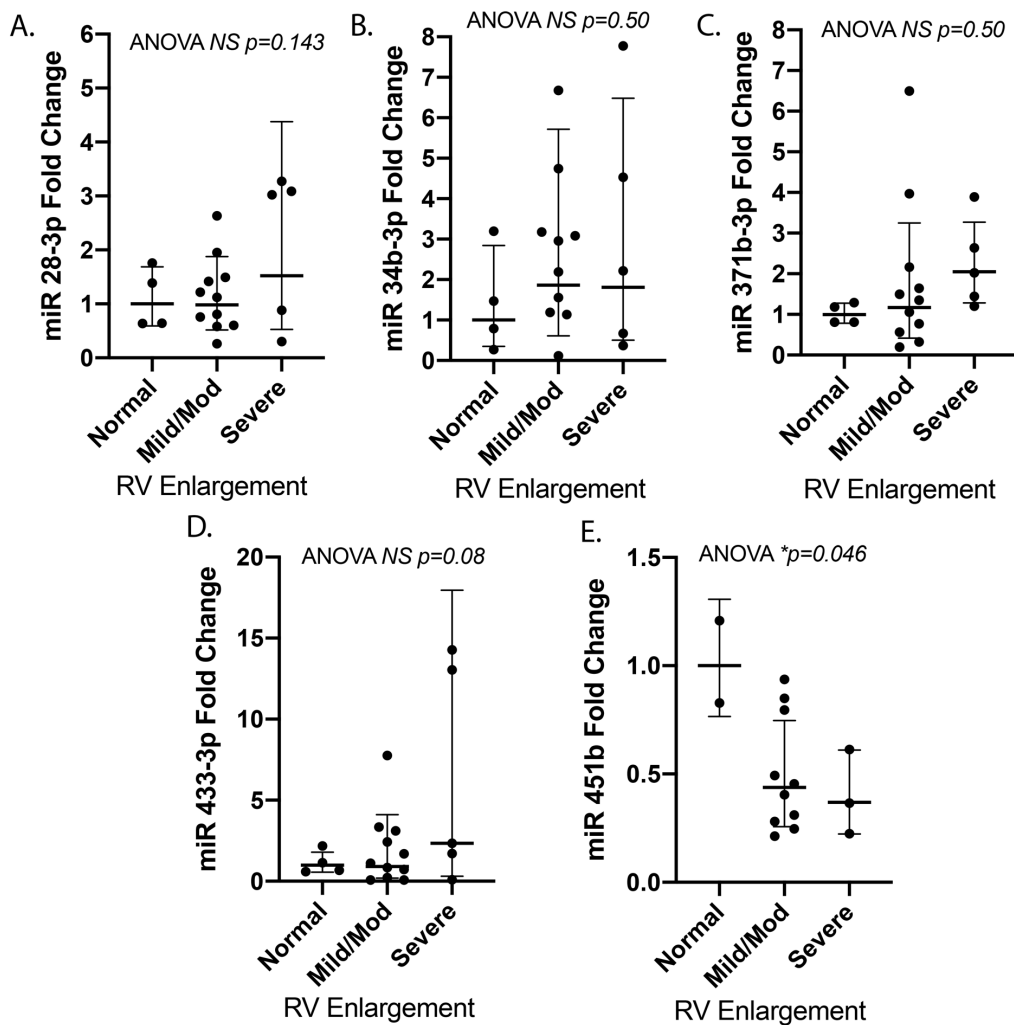 A.
ANOVA NS p=0.143
miR 28-3p Fold Change
6
5
4
3
2
1
0
Normal
Mild/Mod
Severe
RV Enlargement
B.
ANOVA NS p=0.50
miR 34b-3p Fold Change
8
7
6
5
4
3
2
1
0
Normal
Mild/Mod
Severe
RV Enlargement
C.
ANOVA NS p=0.50
miR 371b-3p Fold Change
8
7
6
5
4
3
2
1
0
Normal
Mild/Mod
Severe
RV Enlargement
D.
ANOVA NS p=0.08
miR 433-3p Fold Change
20
15
10
5
0
Normal
Mild/Mod
Severe
RV Enlargement
E.
ANOVA *p=0.046
miR 451b Fold Change
1.5
1.0
0.5
0.0
Normal
Mild/Mod
Severe
RV Enlargement